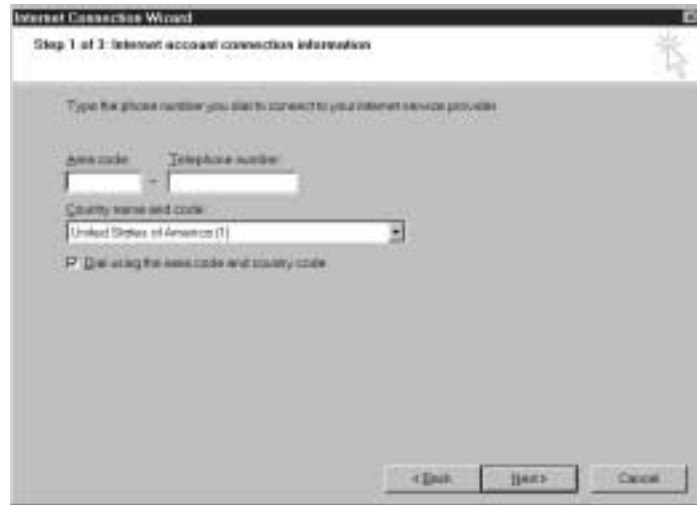 Internet Connection Wizard
Step 1 of 3: Internet account connection information
Type the phone number you dial to connect to your Internet service provider.
Area code: Telephone number:
-
Country name and code:
United States of America (1)
Dial using the area code and country code
< Back Next > Cancel